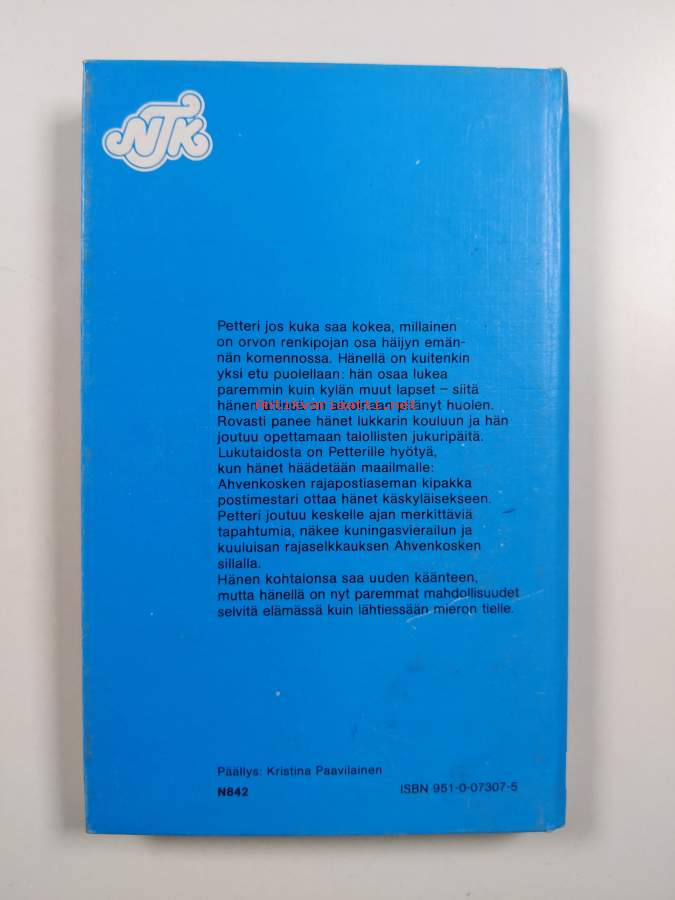 NJK
Petteri jos kuka saa kokea, millainen
on orvon renkipojan osa häijyn emän-
nän komennossa. Hänellä on kuitenkin
yksi etu puolellaan: hän osaa lukea
paremmin kuin kylän muut lapset – siitä
hänen on pitänyt huolen.
Rovasti panee hänet lukkarin kouluun ja hän
joutuu opettamaan talollisten jukuripäitä.
Lukutaidosta on Petterille hyötyä,
kun hänet häädetään maailmalle:
Ahvenkosken rajapostiaseman kipakka
postimestari ottaa hänet käskyläisekseen.
Petteri joutuu keskelle ajan merkittäviä
tapahtumia, näkee kuningasvierailun ja
kuuluisan rajaselkkauksen Ahvenkosken
sillalla.
Hänen kohtalonsa saa uuden käänteen,
mutta hänellä on nyt paremmat mahdollisuudet
selvitä elämässä kuin lähtiessään mieron tielle.
Päällys: Kristina Paavilainen
N842 ISBN 951-0-07307-5